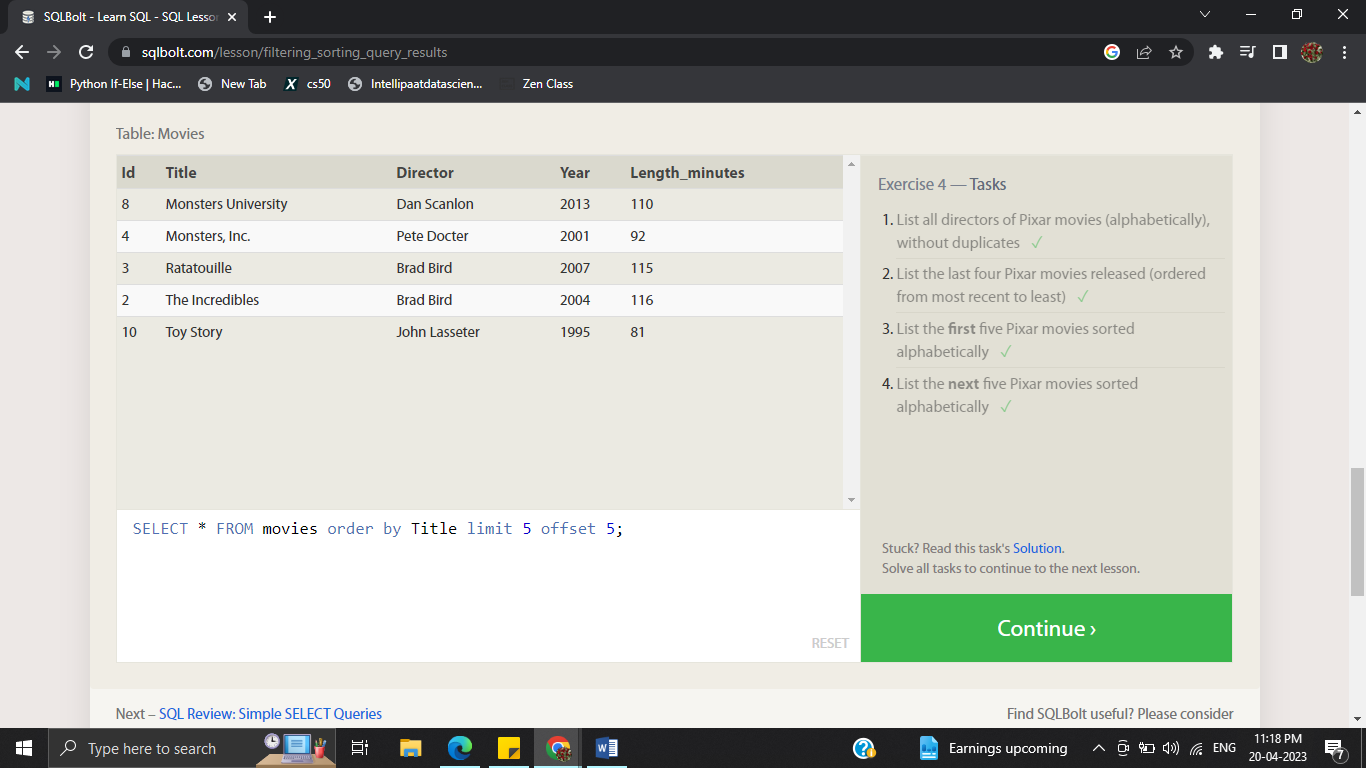 SQLBolt - Learn SQL - SQL Lesson
sqlbolt.com/lesson/filtering_sorting_query_results
Python If-Else | Hac...
New Tab
cs50
Intellipaatdatascien...
Zen Class
Table: Movies
Id Title Director Year Length_minutes
8 Monsters University Dan Scanlon 2013 110
4 Monsters, Inc. Pete Docter 2001 92
3 Ratatouille Brad Bird 2007 115
2 The Incredibles Brad Bird 2004 116
10 Toy Story John Lasseter 1995 81
SELECT * FROM movies order by Title limit 5 offset 5;
RESET
Exercise 4 — Tasks
1. List all directors of Pixar movies (alphabetically),
without duplicates ✓
2. List the last four Pixar movies released (ordered
from most recent to least) ✓
3. List the first five Pixar movies sorted
alphabetically ✓
4. List the next five Pixar movies sorted
alphabetically ✓
Stuck? Read this task's Solution.
Solve all tasks to continue to the next lesson.
Continue ›
Next – SQL Review: Simple SELECT Queries
Find SQLBolt useful? Please consider
Type here to search
Earnings upcoming
ENG
11:18 PM
20-04-2023
7